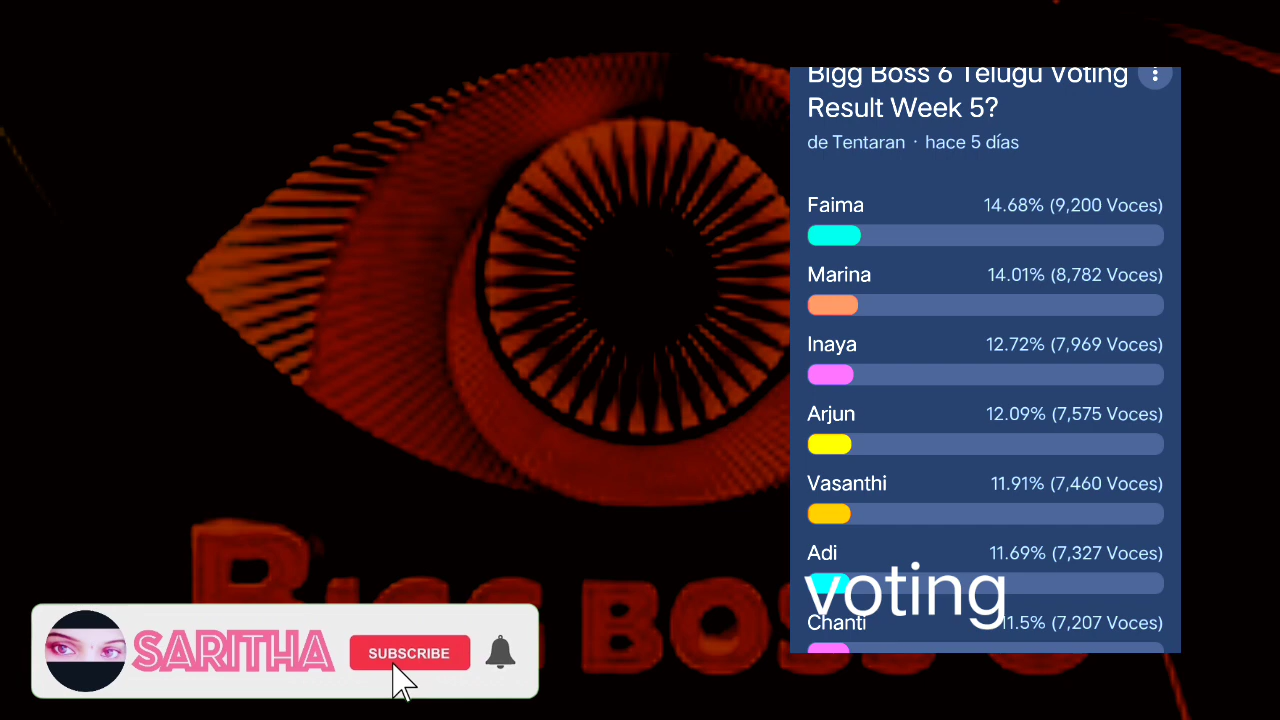 Bigg Boss 6 Telugu Voting
Result Week 5?
de Tentaran · hace 5 días
Faima 14.68% (9,200 Voces)
Marina 14.01% (8,782 Voces)
Inaya 12.72% (7,969 Voces)
Arjun 12.09% (7,575 Voces)
Vasanthi 11.91% (7,460 Voces)
Adi 11.69% (7,327 Voces)
voting
Chanti 11.5% (7,207 Voces)
BIGG BOSS 6
SARITHA
SUBSCRIBE